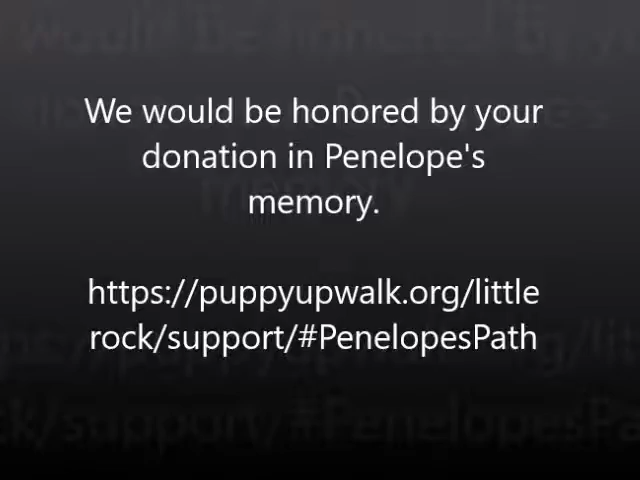 We would be honored by your
donation in Penelope's
memory.
https://puppyupwalk.org/little
rock/support/#PenelopesPath